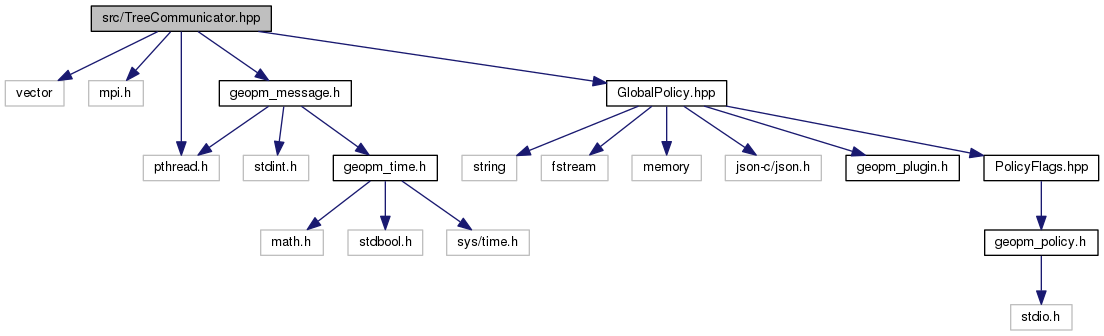 src/TreeCommunicator.hpp
vector
mpi.h
geopm_message.h
GlobalPolicy.hpp
pthread.h
stdint.h
geopm_time.h
string
fstream
memory
json-c/json.h
geopm_plugin.h
PolicyFlags.hpp
math.h
stdbool.h
sys/time.h
geopm_policy.h
stdio.h